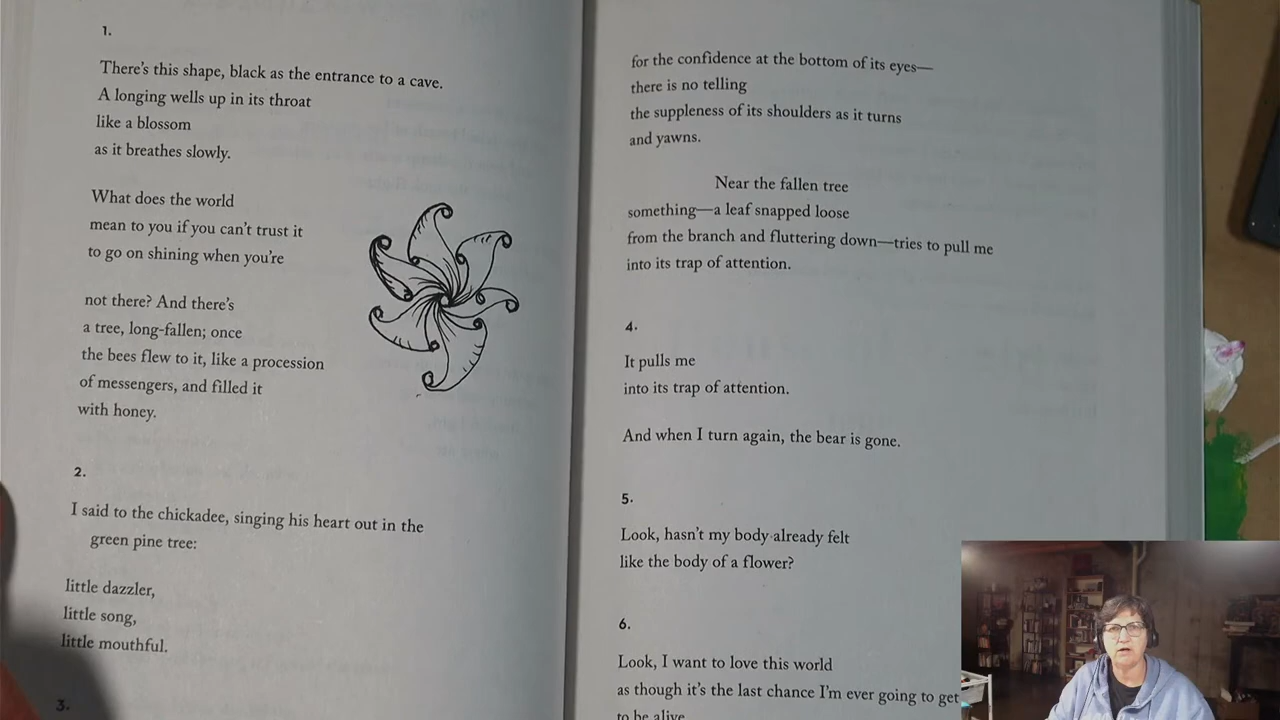 1.
There's this shape, black as the entrance to a cave.
A longing wells up in its throat
like a blossom
as it breathes slowly.
What does the world
mean to you if you can't trust it
to go on shining when you're
not there? And there's
a tree, long-fallen; once
the bees flew to it, like a procession
of messengers, and filled it
with honey.
2.
I said to the chickadee, singing his heart out in the
green pine tree:
little dazzler,
little song,
little mouthful.
3.
for the confidence at the bottom of its eyes—
there is no telling
the suppleness of its shoulders as it turns
and yawns.
Near the fallen tree
something—a leaf snapped loose
from the branch and fluttering down—tries to pull me
into its trap of attention.
4.
It pulls me
into its trap of attention.
And when I turn again, the bear is gone.
5.
Look, hasn't my body already felt
like the body of a flower?
6.
Look, I want to love this world
as though it's the last chance I'm ever going to get
to be alive